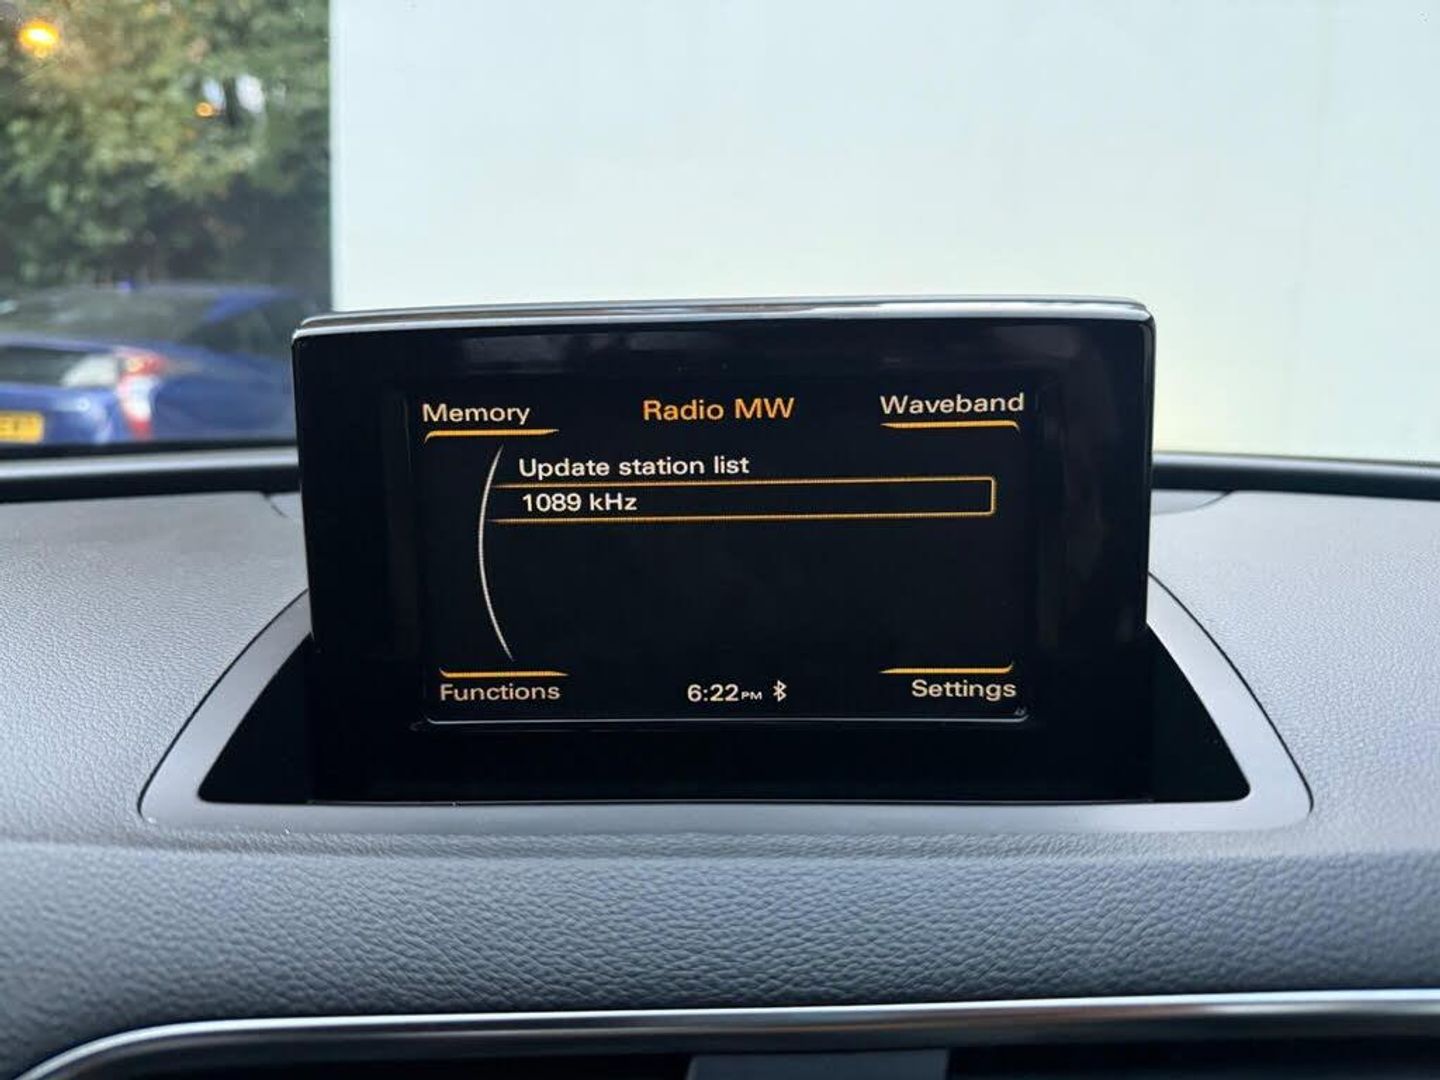 Memory Radio MW Waveband
Update station list
1089 kHz
Functions 6:22PM Settings